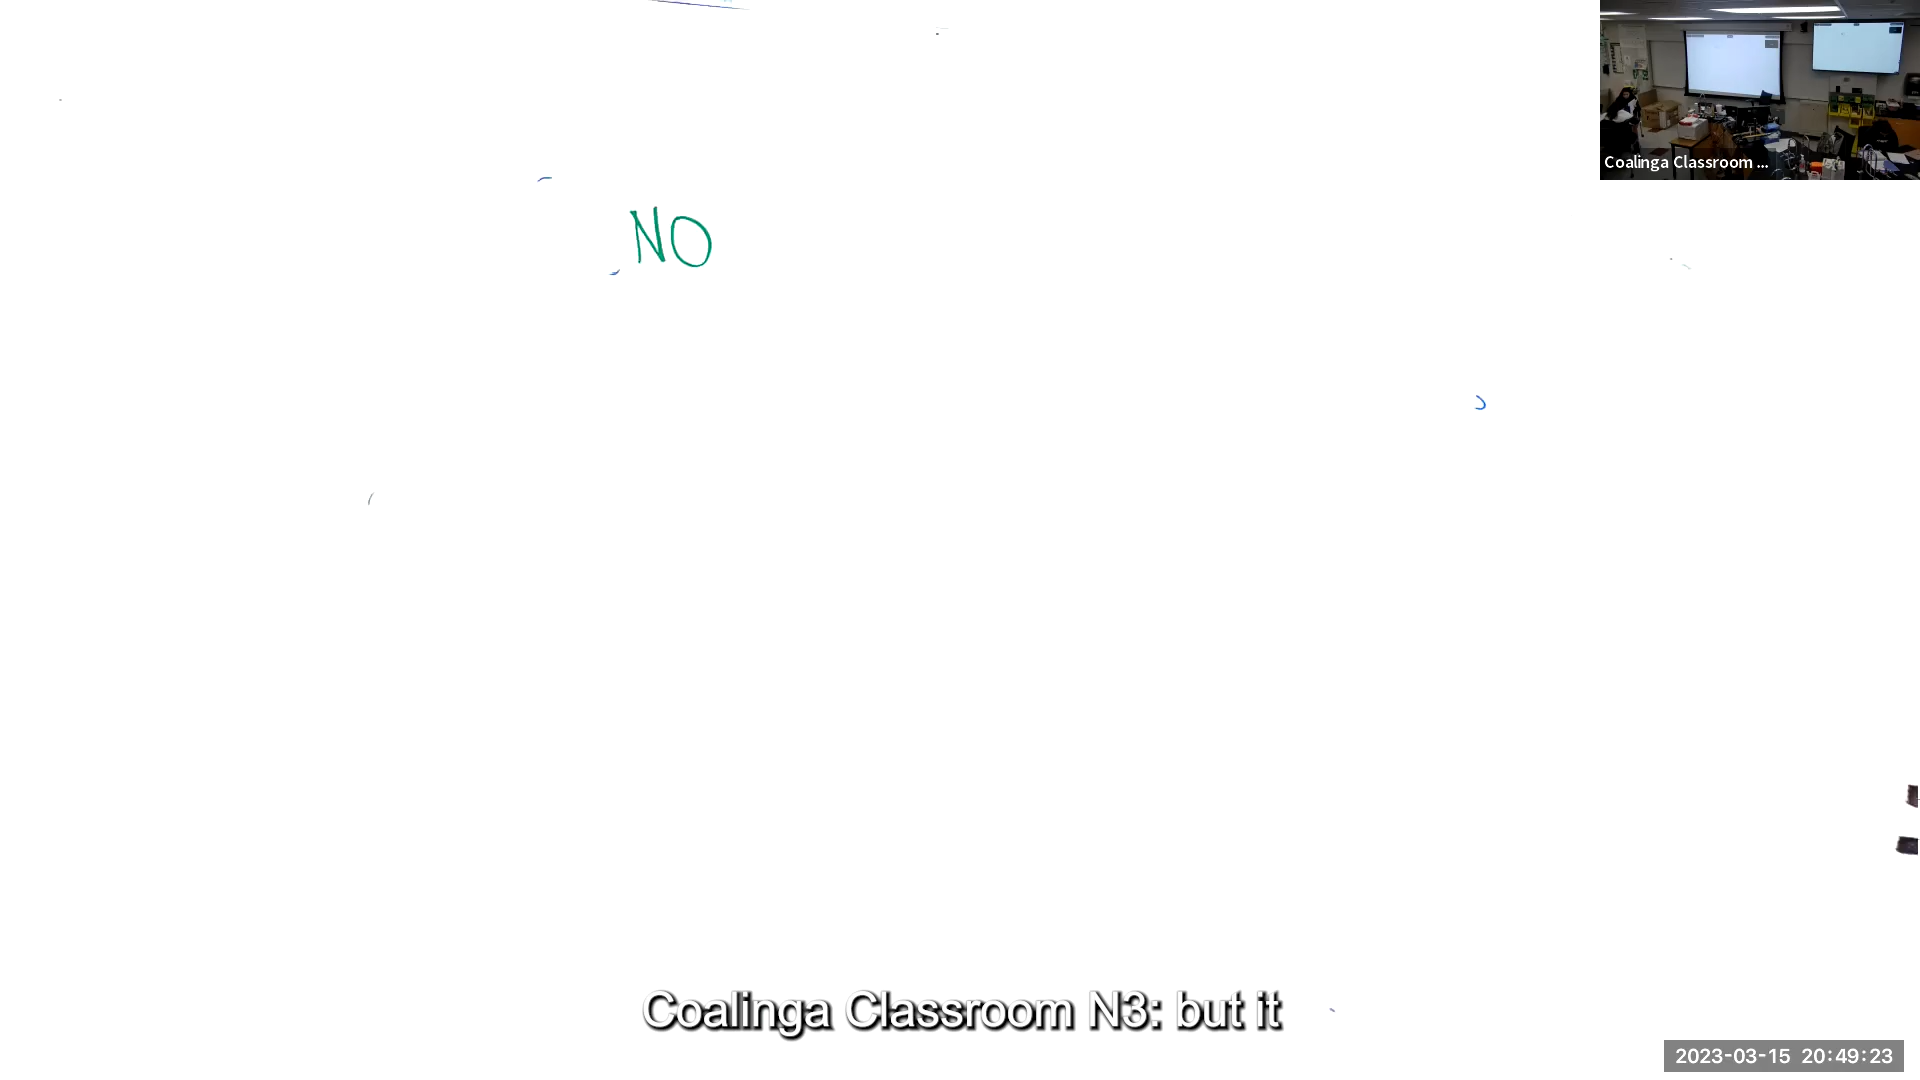 Coalinga Classroom ...
NO
Coalinga Classroom N3: but it
2023-03-15 20:49:23